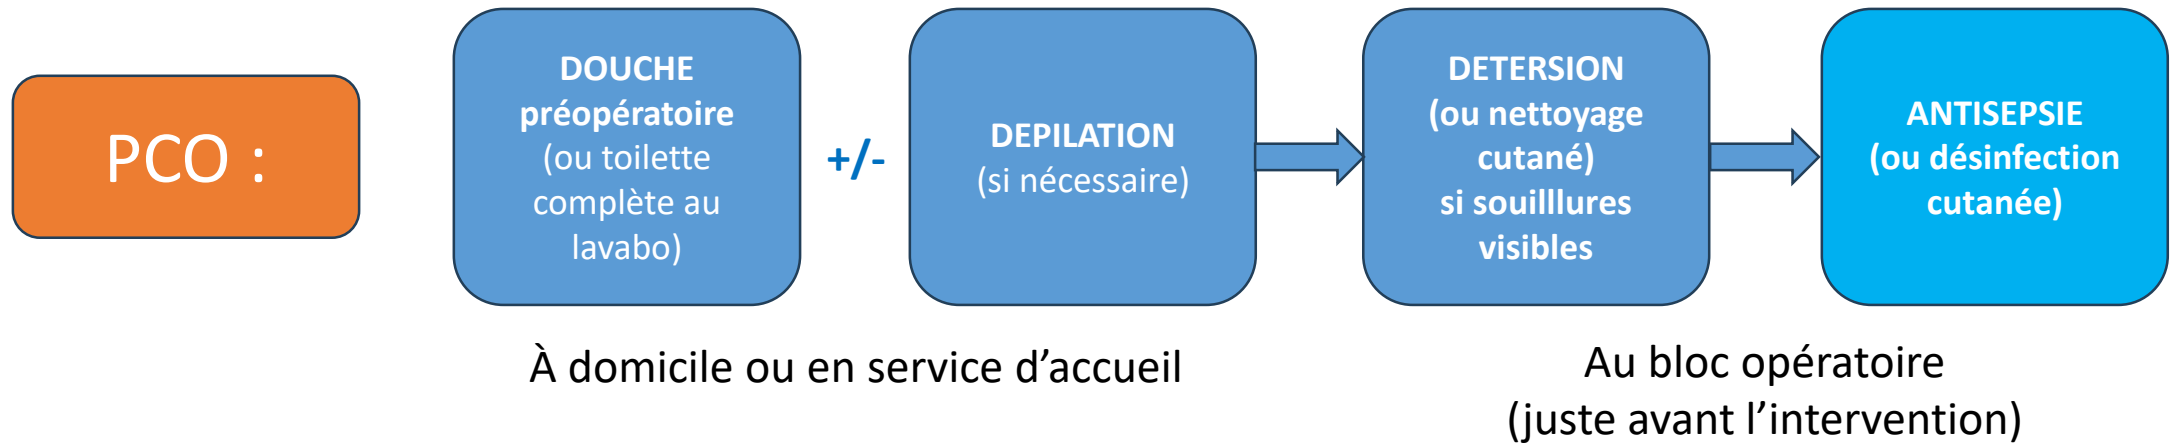 PCO :
DOUCHE
préopératoire
(ou toilette
complète au
lavabo)
+/-
DEPILATION
(si nécessaire)
DETERSION
(ou nettoyage
cutané)
si souilllures
visibles
ANTISEPSIE
(ou désinfection
cutanée)
À domicile ou en service d’accueil
Au bloc opératoire
(juste avant l’intervention)